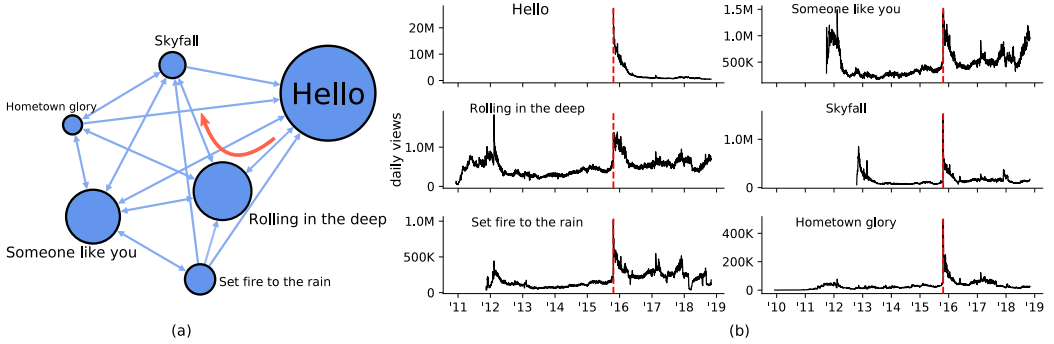 Skyfall
Hello
Hometown glory
Rolling in the deep
Someone like you
Set fire to the rain
(a)
daily views
Hello
20M
10M
0
Someone like you
1.5M
1.0M
500K
Rolling in the deep
1.0M
0
Skyfall
1.0M
0
Set fire to the rain
1.0M
500K
0
'11 '12 '13 '14 '15 '16 '17 '18 '19
Hometown glory
400K
200K
0
'10 '11 '12 '13 '14 '15 '16 '17 '18 '19
(b)